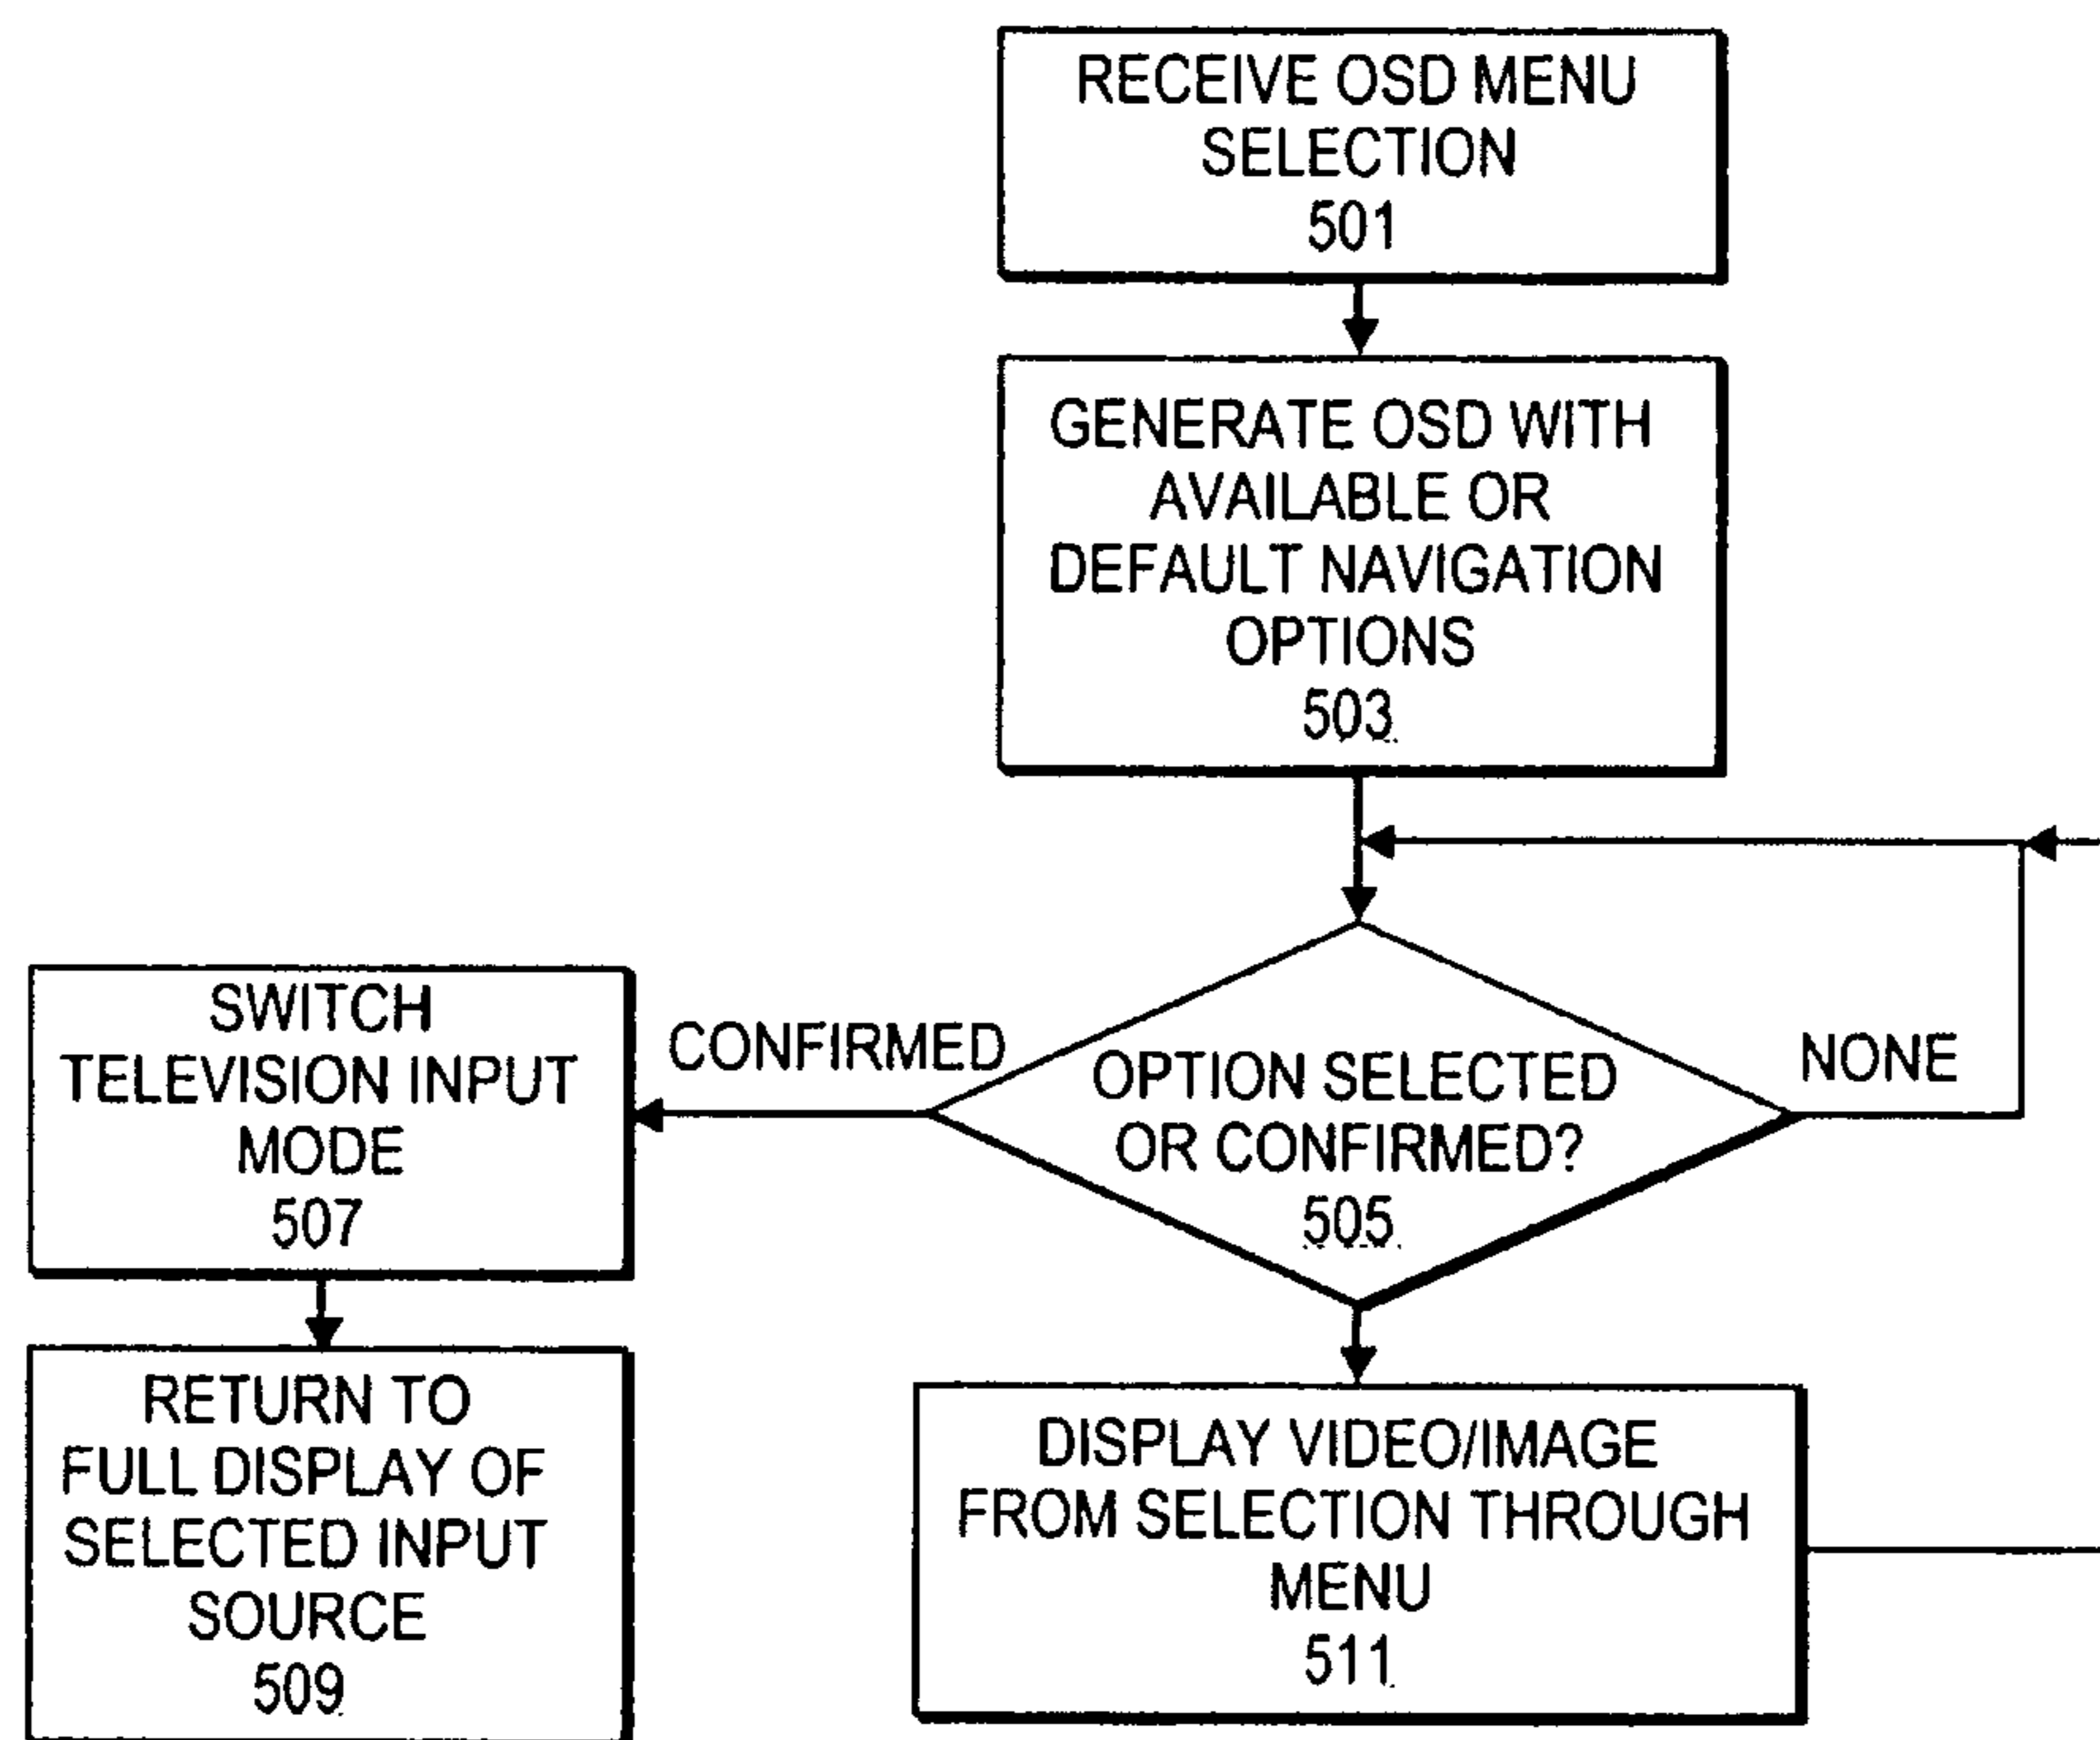 RECEIVE OSD MENU
SELECTION
501
GENERATE OSD WITH
AVAILABLE OR
DEFAULT NAVIGATION
OPTIONS
503
OPTION SELECTED
OR CONFIRMED?
505
NONE
CONFIRMED
SWITCH
TELEVISION INPUT
MODE
507
RETURN TO
FULL DISPLAY OF
SELECTED INPUT
SOURCE
509
DISPLAY VIDEO/IMAGE
FROM SELECTION THROUGH
MENU
511